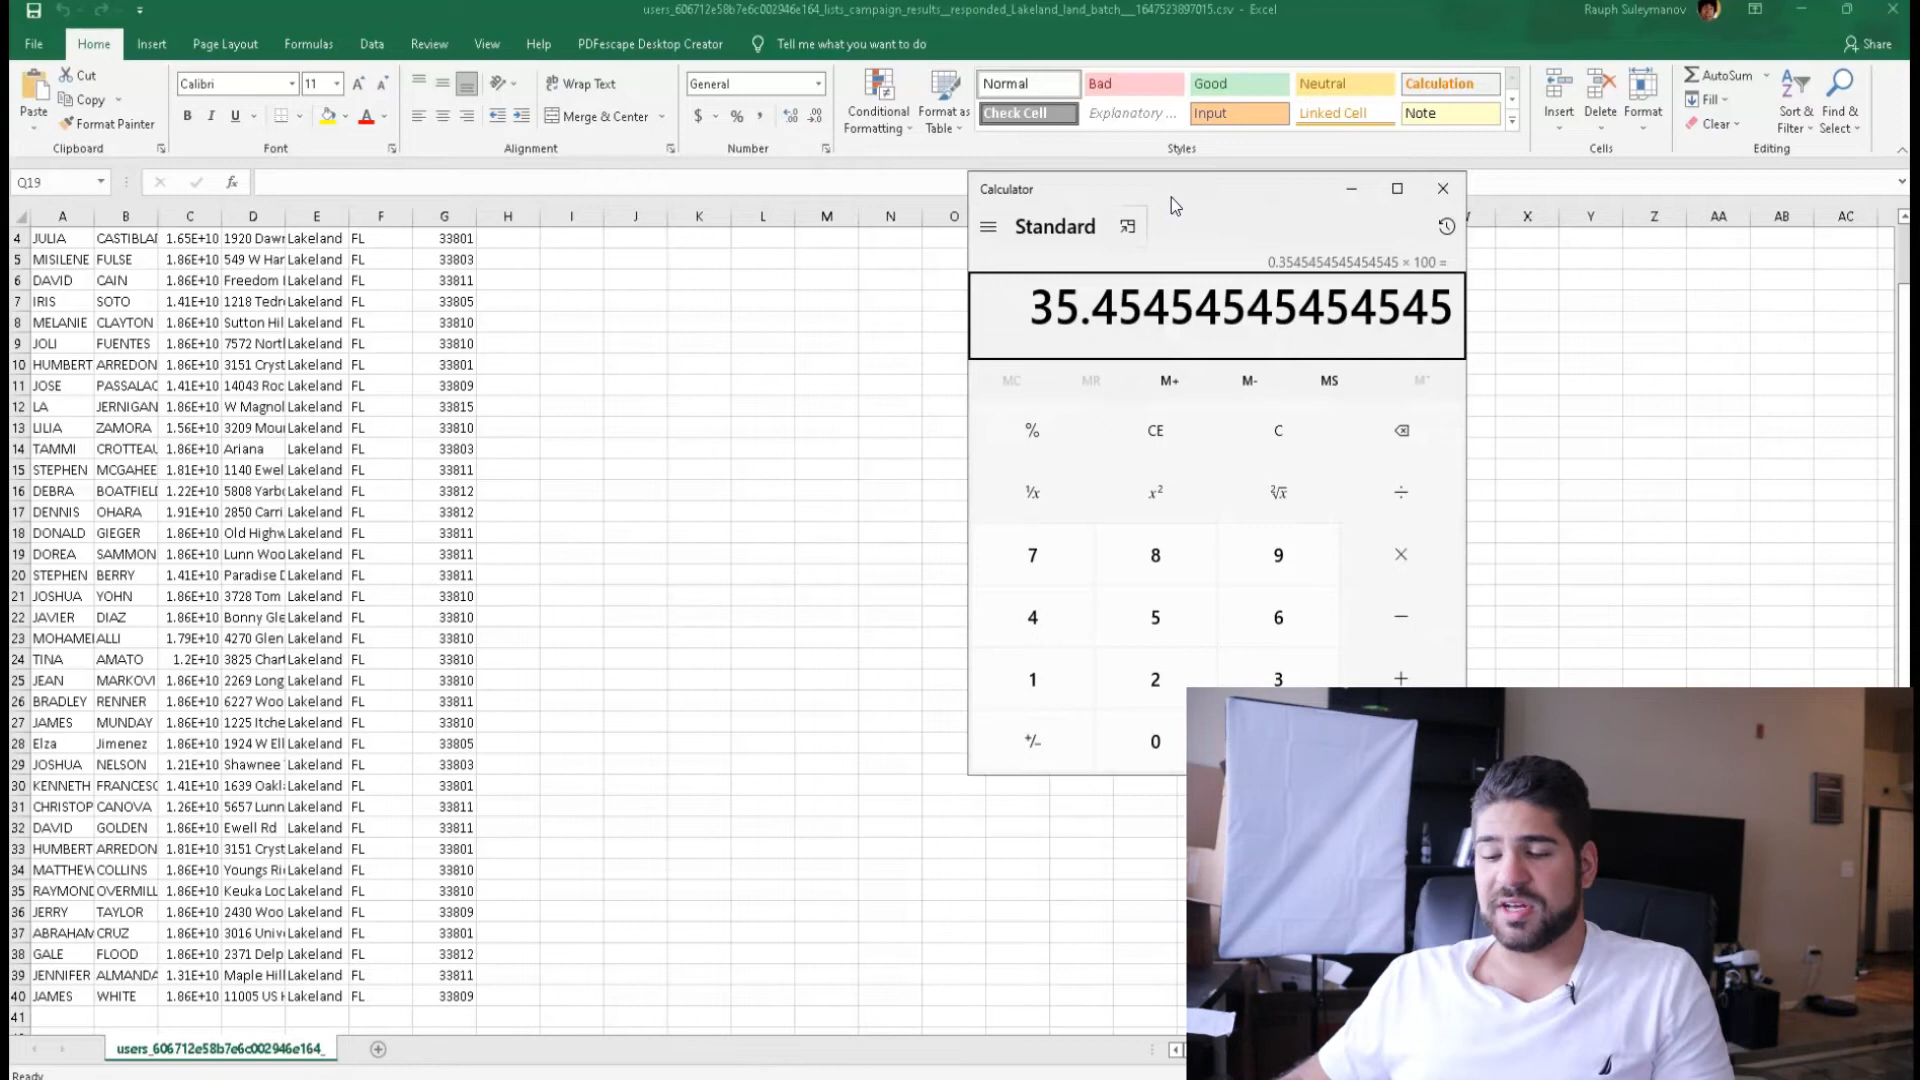 users_606712e58b7e6c002946e164_lists_campaign_results__responded_Lakeland_land_batch__1647523897015.csv - Excel
Rauph Suleymanov
File Home Insert Page Layout Formulas Data Review View Help PDFescape Desktop Creator Tell me what you want to do Share
Cut
Copy
Format Painter
Paste
Clipboard
Calibri 11
B I U
Font
Wrap Text
Merge & Center
Alignment
General
$ % ,
Number
Conditional Formatting
Format as Table
Normal Bad Good Neutral Calculation
Check Cell Explanatory ... Input Linked Cell Note
Styles
Insert Delete Format
Cells
AutoSum
Fill
Clear
Sort & Filter
Find & Select
Editing
Q19
fx
A B C D E F G H I J K L M N O X Y Z AA AB AC
4 JULIA CASTIBLAI 1.65E+10 1920 Dawr Lakeland FL 33801
5 MISILENE FULSE 1.86E+10 549 W Har Lakeland FL 33803
6 DAVID CAIN 1.86E+10 Freedom Lakeland FL 33811
7 IRIS SOTO 1.41E+10 1218 Tedr Lakeland FL 33805
8 MELANIE CLAYTON 1.86E+10 Sutton Hil Lakeland FL 33810
9 JOLI FUENTES 1.86E+10 7572 Nort Lakeland FL 33810
10 HUMBERT ARREDON 1.86E+10 3151 Cryst Lakeland FL 33801
11 JOSE PASSALAC 1.41E+10 14043 Roc Lakeland FL 33809
12 LA JERNIGAN 1.86E+10 W Magnol Lakeland FL 33815
13 LILIA ZAMORA 1.56E+10 3209 Mour Lakeland FL 33810
14 TAMMI CROTTEAU 1.86E+10 Ariana Lakeland FL 33803
15 STEPHEN MCGAHEE 1.81E+10 1140 Ewel Lakeland FL 33811
16 DEBRA BOATFIELD 1.22E+10 5808 Yarb Lakeland FL 33812
17 DENNIS OHARA 1.91E+10 2850 Carri Lakeland FL 33812
18 DONALD GIEGER 1.86E+10 Old Highw Lakeland FL 33811
19 DOREA SAMMON 1.86E+10 Lunn Woo Lakeland FL 33811
20 STEPHEN BERRY 1.41E+10 Paradise D Lakeland FL 33811
21 JOSHUA YOHN 1.86E+10 3728 Tom Lakeland FL 33810
22 JAVIER DIAZ 1.86E+10 Bonny Gle Lakeland FL 33810
23 MOHAMEI ALLI 1.79E+10 4270 Glen Lakeland FL 33810
24 TINA AMATO 1.2E+10 3825 Char Lakeland FL 33810
25 JEAN MARKOVI 1.86E+10 2269 Long Lakeland FL 33810
26 BRADLEY RENNER 1.86E+10 6227 Woo Lakeland FL 33811
27 JAMES MUNDAY 1.86E+10 1225 Itche Lakeland FL 33810
28 Elza Jimenez 1.86E+10 1924 W Ell Lakeland FL 33805
29 JOSHUA NELSON 1.21E+10 Shawnee Lakeland FL 33803
30 KENNETH FRANCESC 1.41E+10 1639 Oakl Lakeland FL 33801
31 CHRISTOP CANOVA 1.26E+10 5657 Lunn Lakeland FL 33811
32 DAVID GOLDEN 1.86E+10 Ewell Rd Lakeland FL 33811
33 HUMBERT ARREDON 1.81E+10 3151 Cryst Lakeland FL 33801
34 MATTHEW COLLINS 1.86E+10 Youngs Ri Lakeland FL 33810
35 RAYMOND OVERMILL 1.86E+10 Keuka Loc Lakeland FL 33810
36 JERRY TAYLOR 1.86E+10 2430 Woo Lakeland FL 33809
37 ABRAHAM CRUZ 1.86E+10 3016 Univ Lakeland FL 33801
38 GALE FLOOD 1.86E+10 2371 Delp Lakeland FL 33812
39 JENNIFER ALMANDA 1.31E+10 Maple Hill Lakeland FL 33811
40 JAMES WHITE 1.86E+10 11005 US H Lakeland FL 33809
41
users_606712e58b7e6c002946e164_
Ready
Calculator
Standard
0.3545454545454545 × 100 =
35.45454545454545
MC MR M+ M- MS M
% CE C
¹/x x² ²√x ÷
7 8 9 ×
4 5 6 −
1 2 3 +
+/− 0